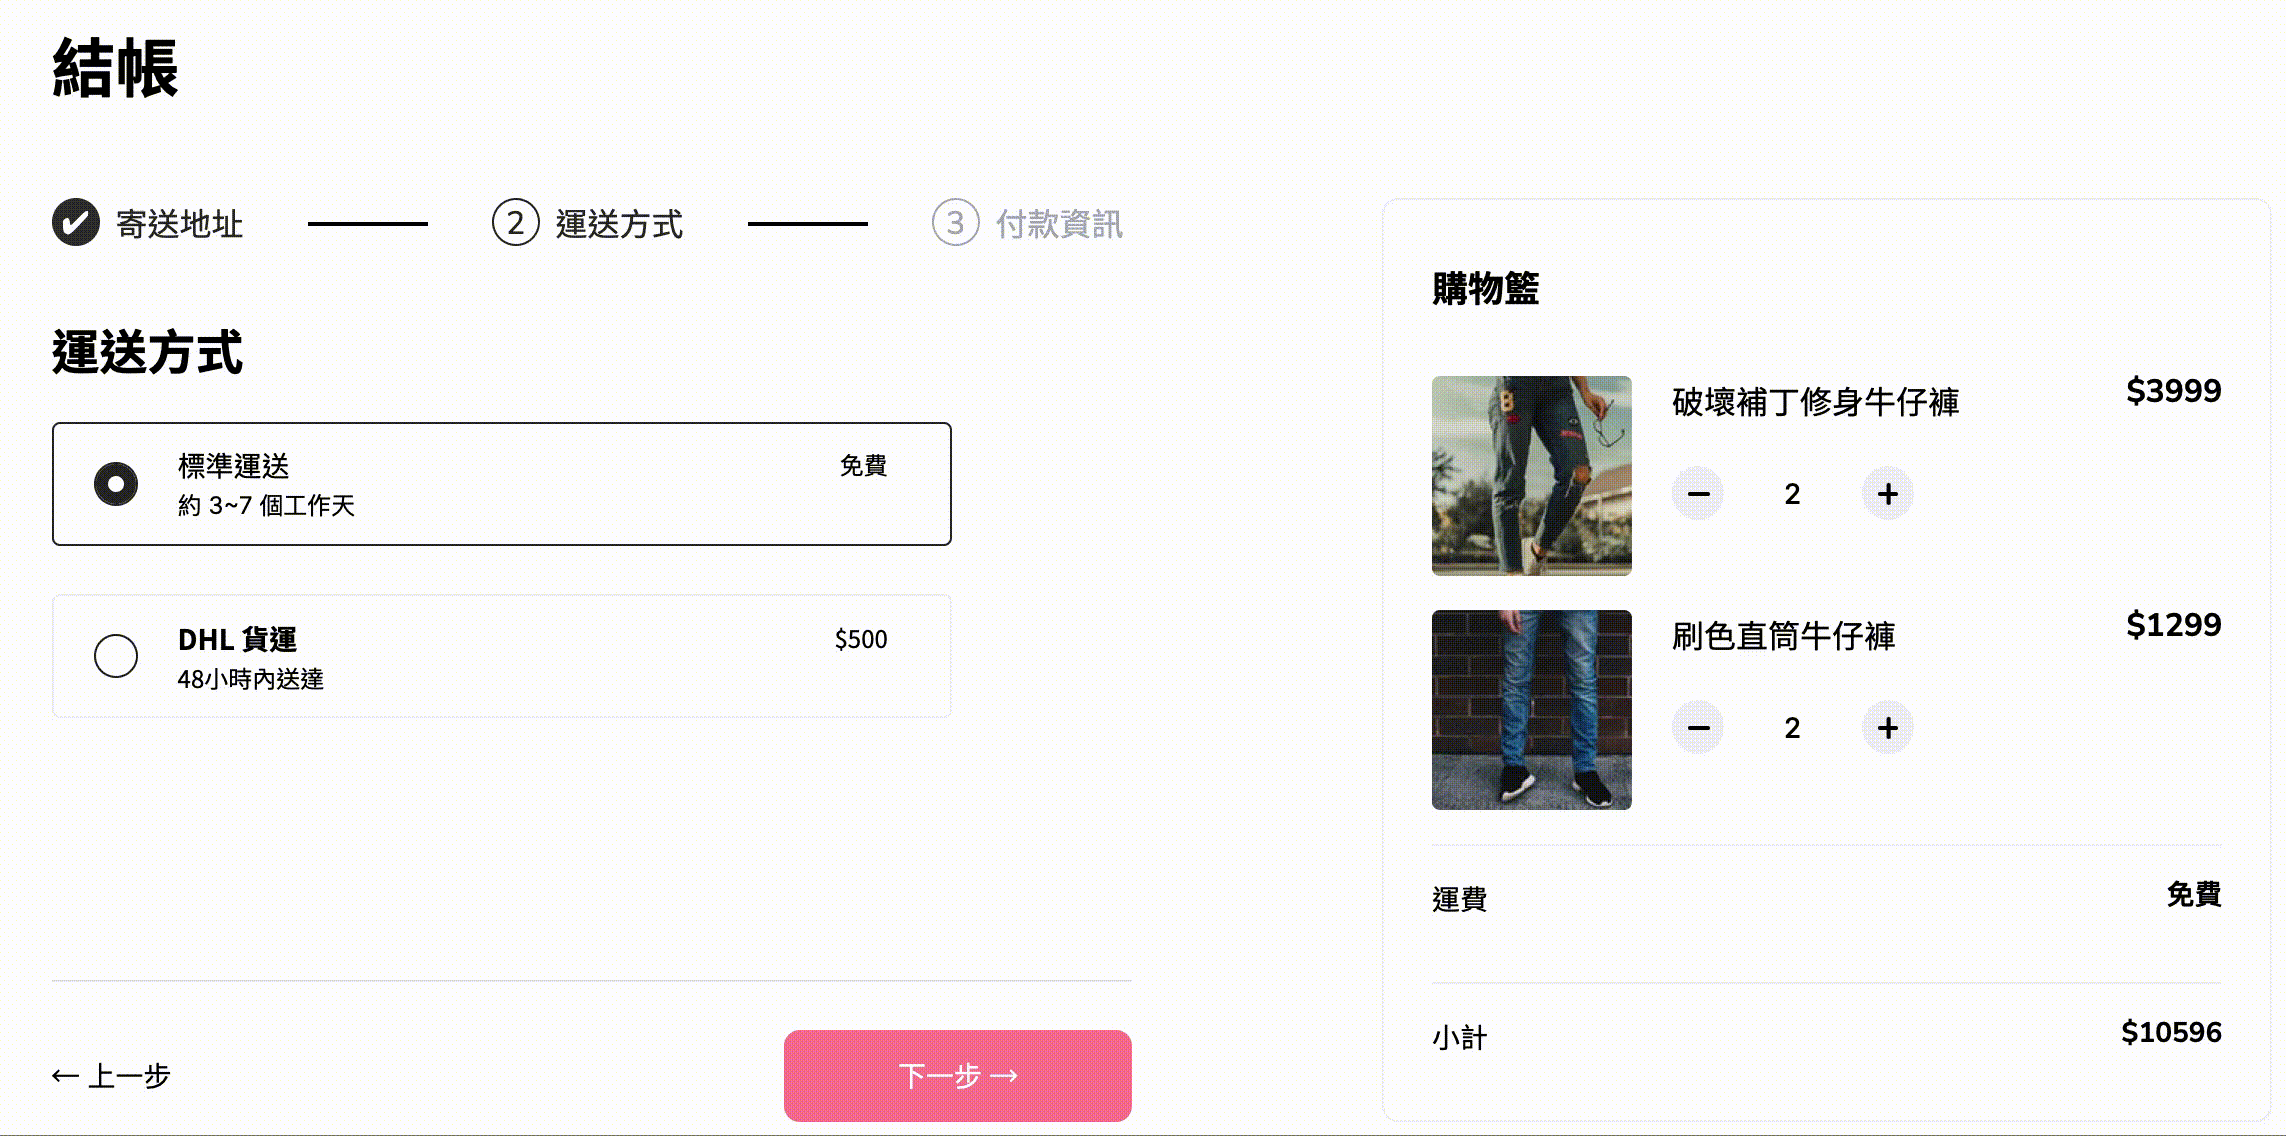 結帳
✔ 寄送地址
2 運送方式
3 付款資訊
運送方式
標準運送 免費
約 3~7 個工作天
DHL 貨運 $500
48小時內送達
← 上一步
下一步 →
購物籃
破壞補丁修身牛仔褲 $3999
− 2 +
刷色直筒牛仔褲 $1299
− 2 +
運費 免費
小計 $10596